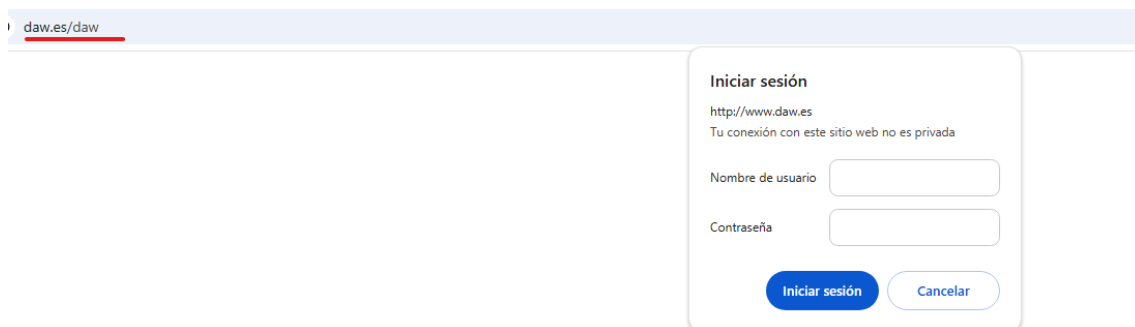 daw.es/daw
Iniciar sesión
http://www.daw.es
Tu conexión con este sitio web no es privada
Nombre de usuario
Contraseña
Iniciar sesión Cancelar